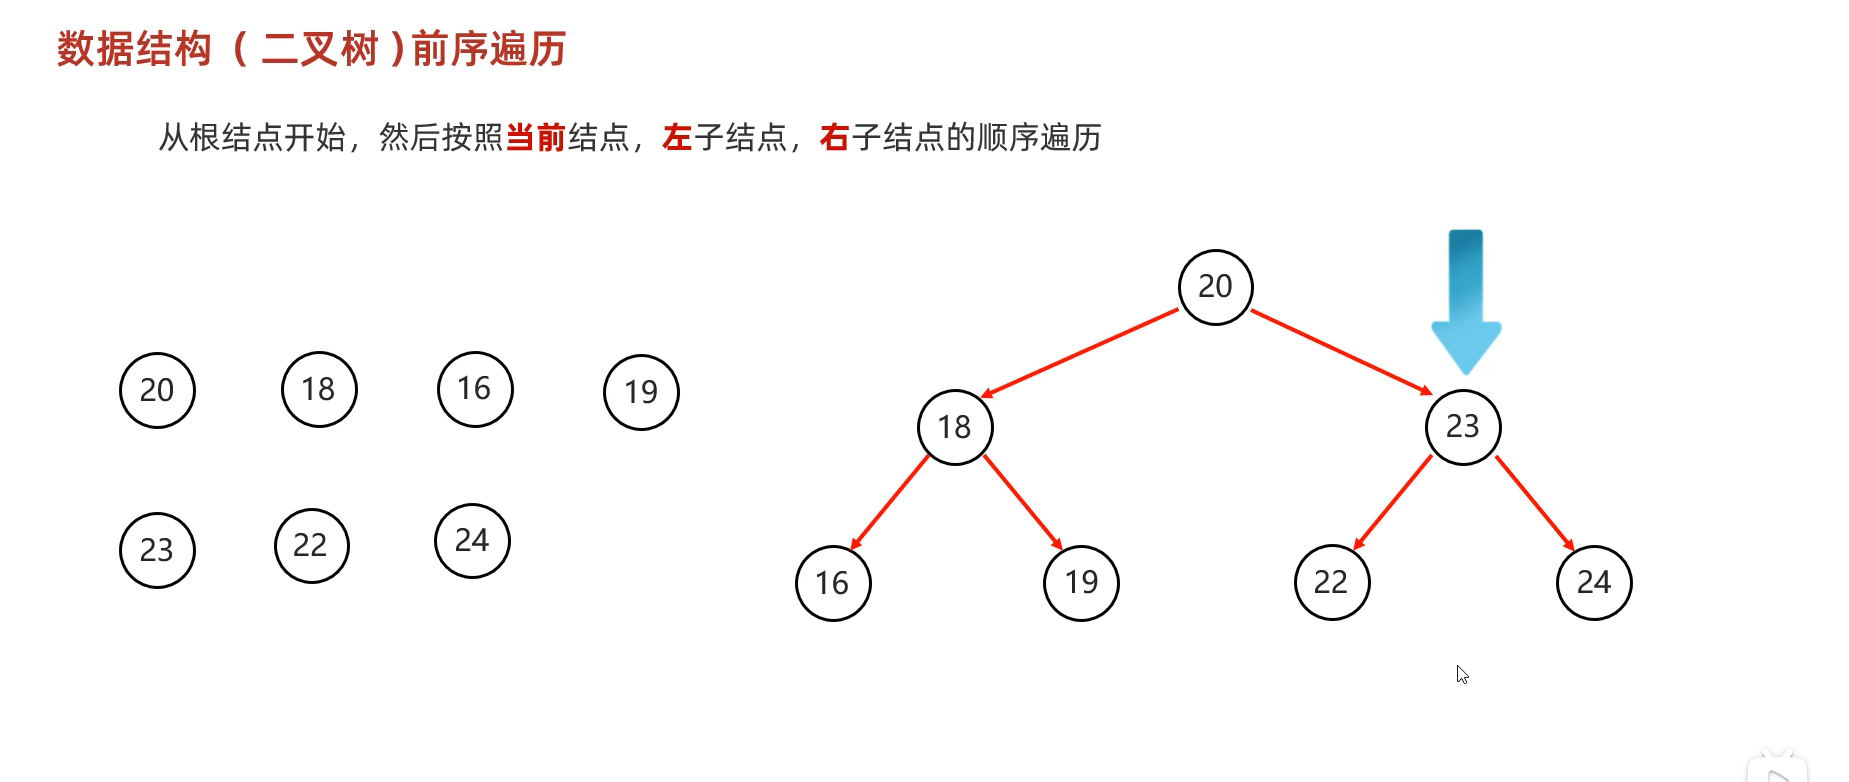 数据结构（二叉树）前序遍历
从根结点开始，然后按照当前结点，左子结点，右子结点的顺序遍历
20 18 16 19
23 22 24
20
18 23
16 19 22 24